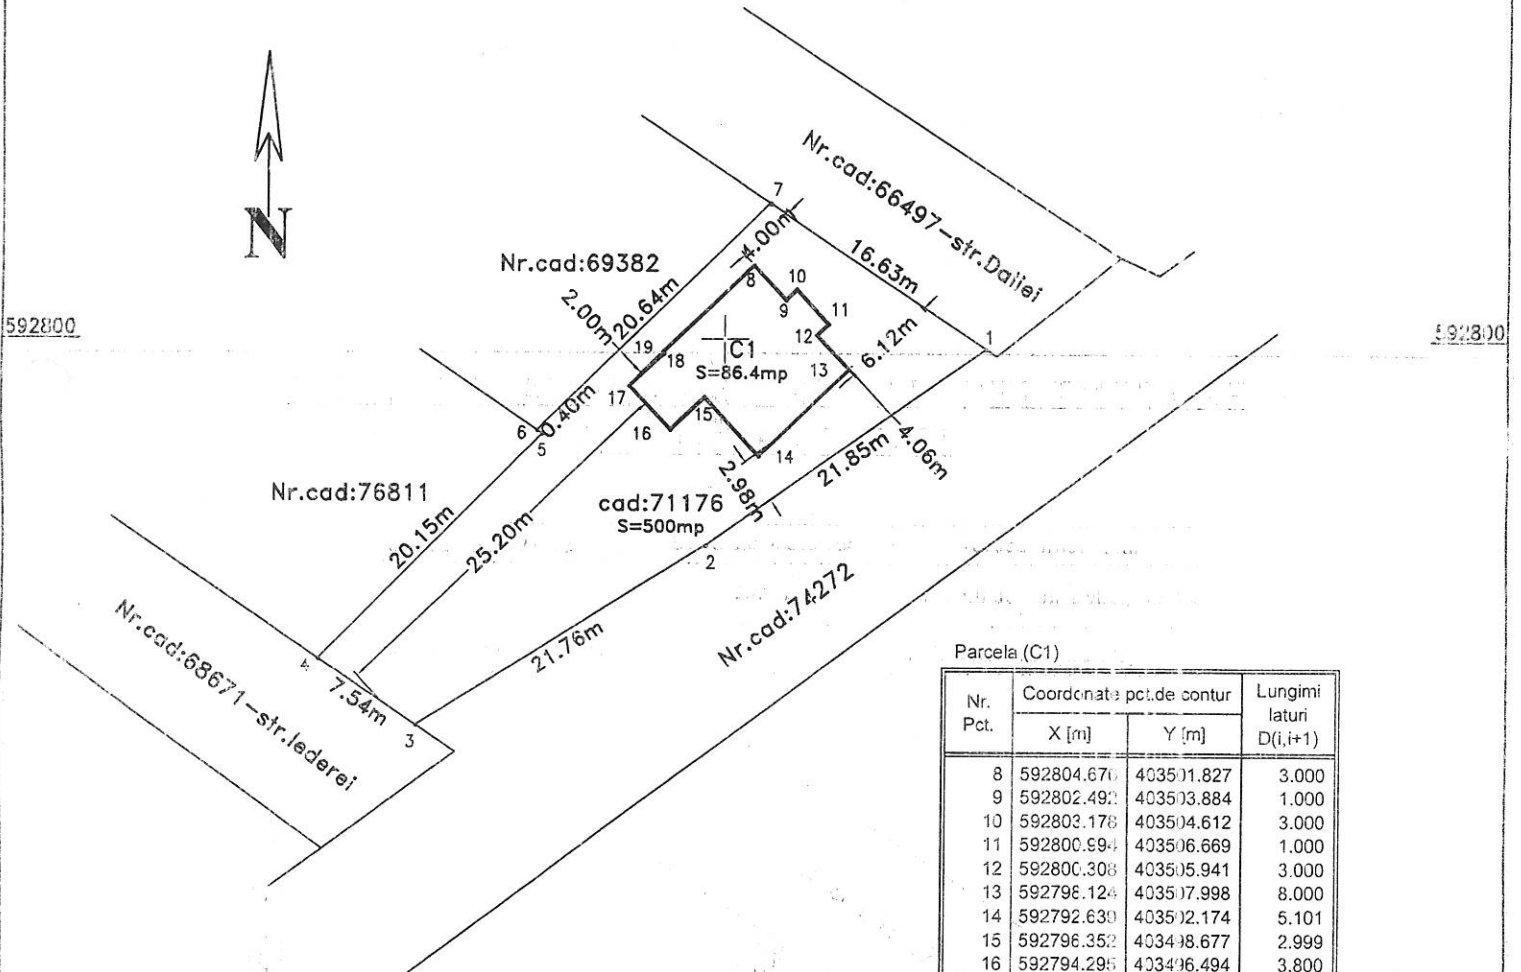 N
7
Nr.cad:66497-str.Daliei
4.00m
16.63m
Nr.cad:69382
8
10
9
11
2.00m
20.64m
592800
592800
19
18
C1
S=86.4mp
12
13
6.12m
1
17
15
16
0.40m
6
5
14
21.85m
4.06m
2.98m
Nr.cad:76811
cad:71176
S=500mp
20.15m
25.20m
2
Nr.cad:74272
Nr.cad:68671-str.Iederei
4
7.54m
3
21.76m
Parcela (C1)
Nr. Pct. Coordonate pct.de contur Lungimi laturi D(i,i+1)
X [m] Y [m]
8 592804.676 403501.827 3.000
9 592802.492 403503.884 1.000
10 592803.178 403504.612 3.000
11 592800.994 403506.669 1.000
12 592800.308 403505.941 3.000
13 592798.124 403507.998 8.000
14 592792.639 403502.174 5.101
15 592796.352 403498.677 2.999
16 592794.295 403496.494 3.800